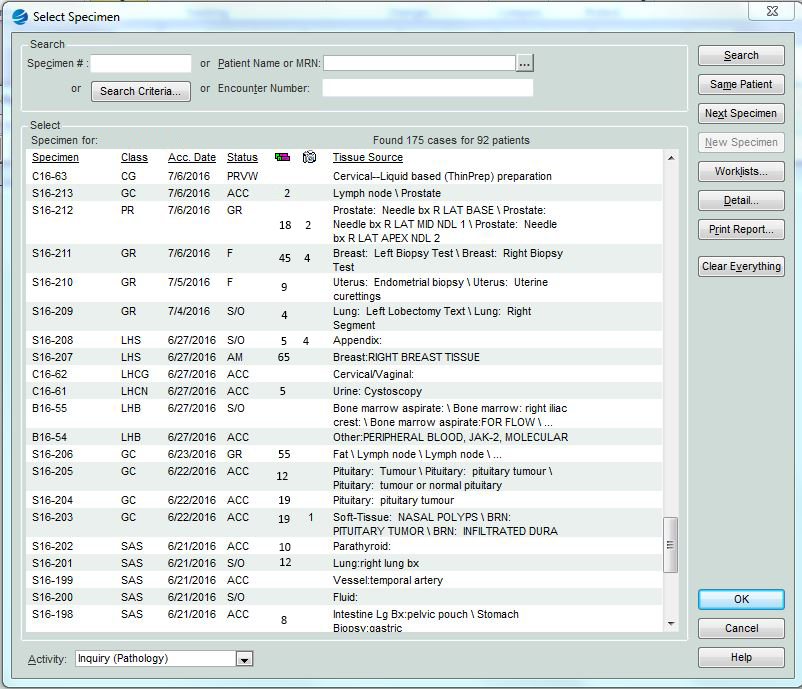 Select Specimen
Search
Specimen # : or Patient Name or MRN: ...
or Search Criteria... or Encounter Number:
Search
Same Patient
Next Specimen
New Specimen
Worklists...
Detail...
Print Report...
Clear Everything
Select
Specimen for: Found 175 cases for 92 patients
Specimen Class Acc. Date Status Tissue Source
C16-63 CG 7/6/2016 PRVW Cervical--Liquid based (ThinPrep) preparation
S16-213 GC 7/6/2016 ACC 2 Lymph node \ Prostate
S16-212 PR 7/6/2016 GR 18 2 Prostate: Needle bx R LAT BASE \ Prostate:
Needle bx R LAT MID NDL 1 \ Prostate: Needle
bx R LAT APEX NDL 2
S16-211 GR 7/6/2016 F 45 4 Breast: Left Biopsy Test \ Breast: Right Biopsy
Test
S16-210 GR 7/5/2016 F 9 Uterus: Endometrial biopsy \ Uterus: Uterine
curettings
S16-209 GR 7/4/2016 S/O 4 Lung: Left Lobectomy Text \ Lung: Right
Segment
S16-208 LHS 6/27/2016 S/O 5 4 Appendix:
S16-207 LHS 6/27/2016 AM 65 Breast:RIGHT BREAST TISSUE
C16-62 LHCG 6/27/2016 ACC Cervical/Vaginal:
C16-61 LHCN 6/27/2016 ACC 5 Urine: Cystoscopy
B16-55 LHB 6/27/2016 S/O Bone marrow aspirate: \ Bone marrow: right iliac
crest: \ Bone marrow aspirate:FOR FLOW \ ...
B16-54 LHB 6/27/2016 ACC Other:PERIPHERAL BLOOD, JAK-2, MOLECULAR
S16-206 GC 6/23/2016 GR 55 Fat \ Lymph node \ Lymph node \ ...
S16-205 GC 6/22/2016 ACC 12 Pituitary: Tumour \ Pituitary: pituitary tumour \
Pituitary: tumour or normal pituitary
S16-204 GC 6/22/2016 ACC 19 Pituitary: pituitary tumour
S16-203 GC 6/22/2016 ACC 19 1 Soft-Tissue: NASAL POLYPS \ BRN:
PITUITARY TUMOR \ BRN: INFILTRATED DURA
S16-202 SAS 6/21/2016 ACC 10 Parathyroid:
S16-201 SAS 6/21/2016 S/O 12 Lung:right lung bx
S16-199 SAS 6/21/2016 ACC Vessel:temporal artery
S16-200 SAS 6/21/2016 S/O Fluid:
S16-198 SAS 6/21/2016 ACC 8 Intestine Lg Bx:pelvic pouch \ Stomach
Biopsy:gastric
OK
Cancel
Help
Activity: Inquiry (Pathology)